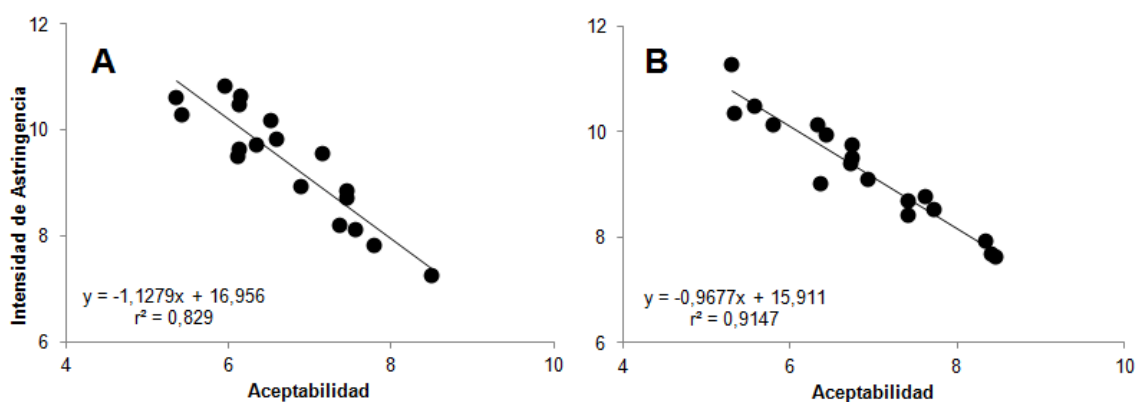 A
12
10
8
6
4
6
8
10
Intensidad de Astringencia
y = -1,1279x + 16,956
r² = 0,829
Aceptabilidad
B
12
10
8
6
4
6
8
10
y = -0,9677x + 15,911
r² = 0,9147
Aceptabilidad